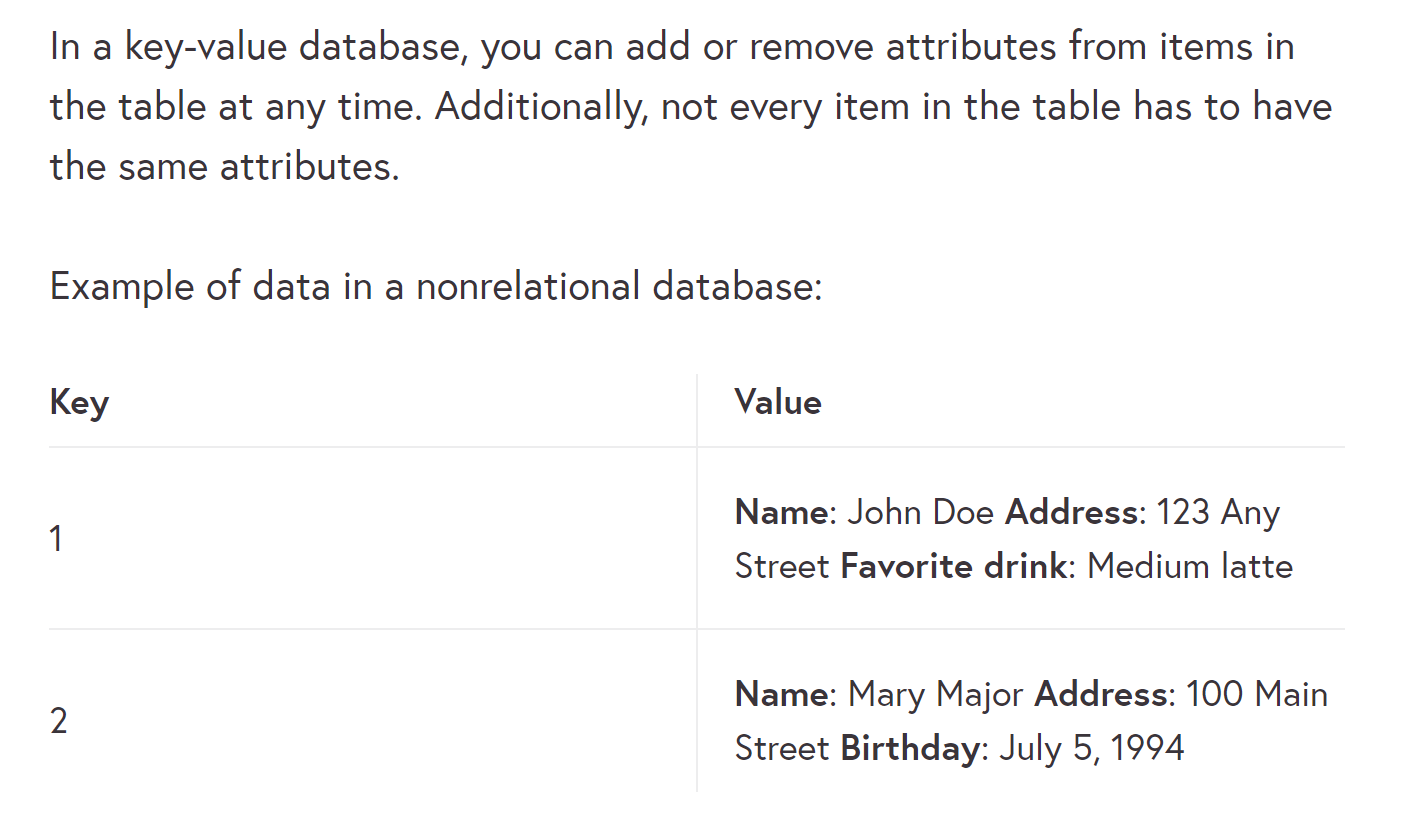 In a key-value database, you can add or remove attributes from items in
the table at any time. Additionally, not every item in the table has to have
the same attributes.
Example of data in a nonrelational database:
Key
Value
1
Name: John Doe Address: 123 Any
Street Favorite drink: Medium latte
2
Name: Mary Major Address: 100 Main
Street Birthday: July 5, 1994